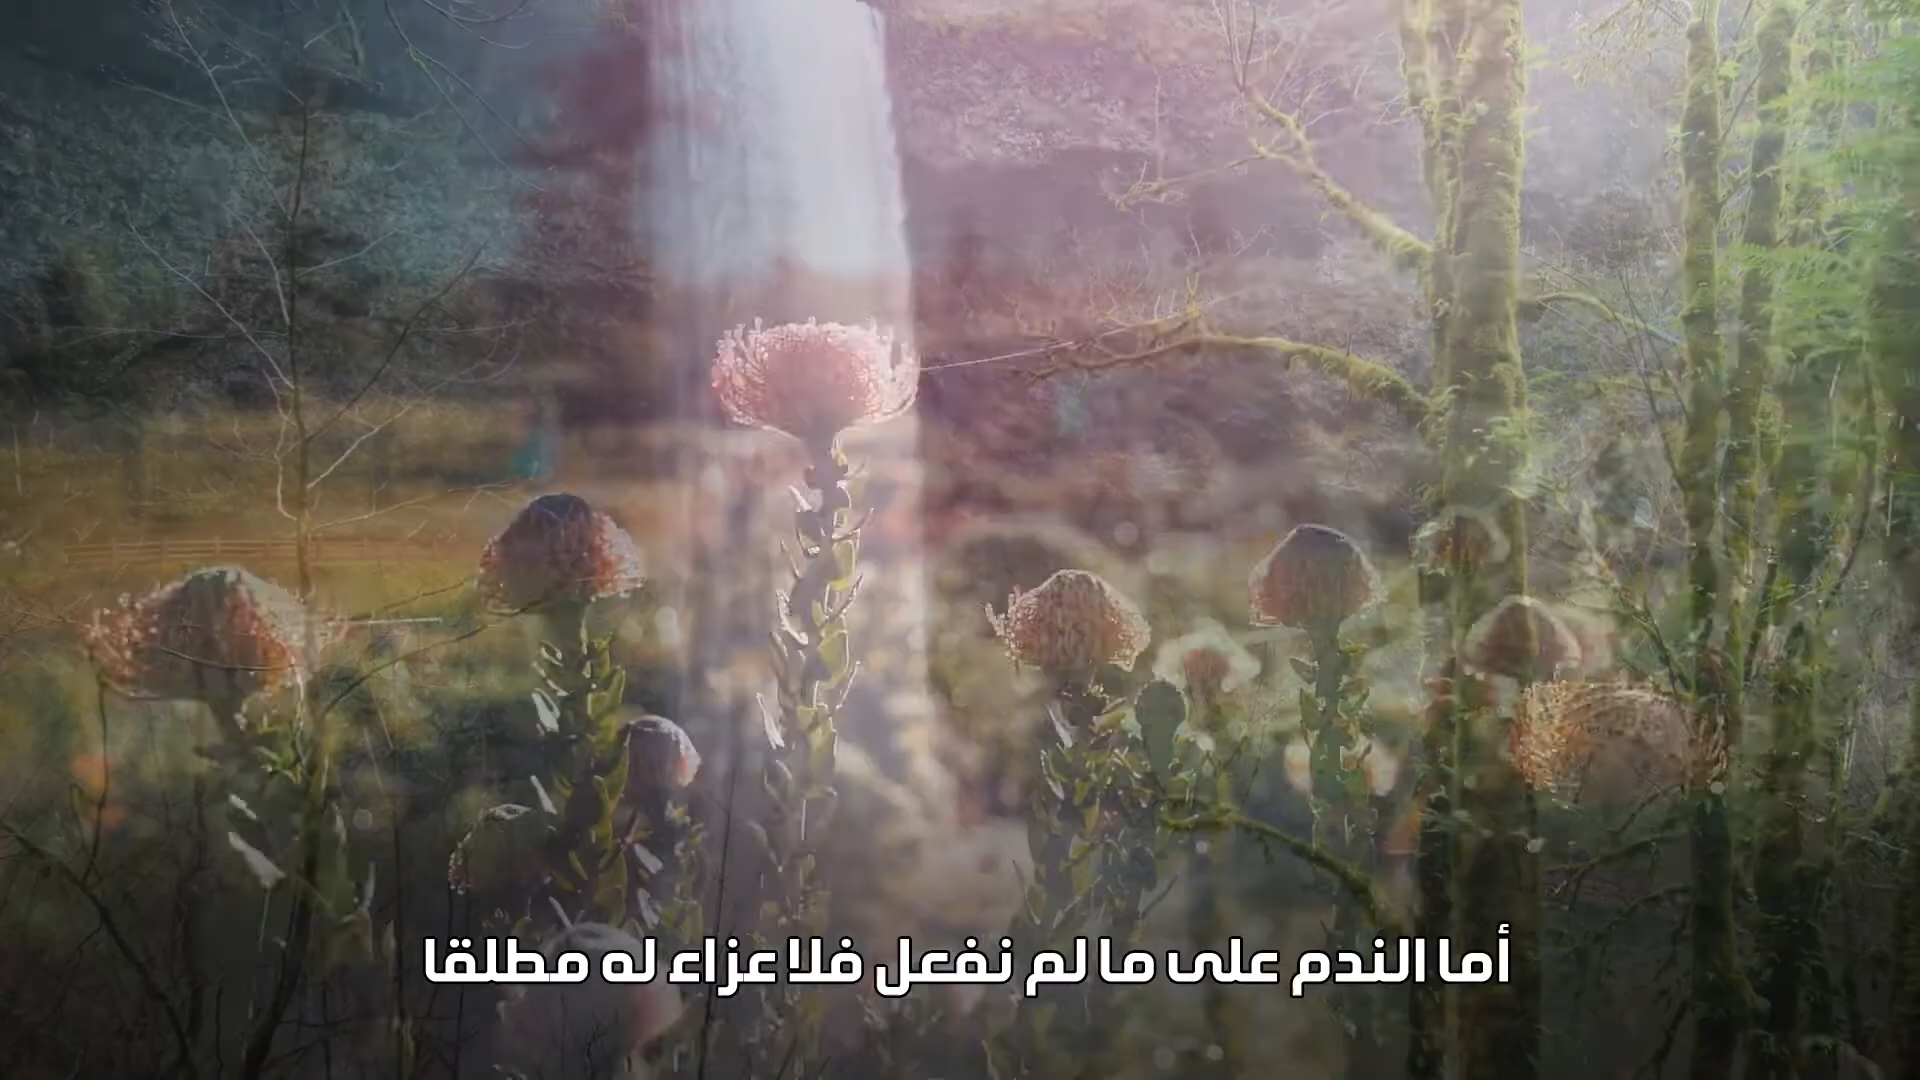 أما الندم على ما لم نفعل فلا عزاء له مطلقا